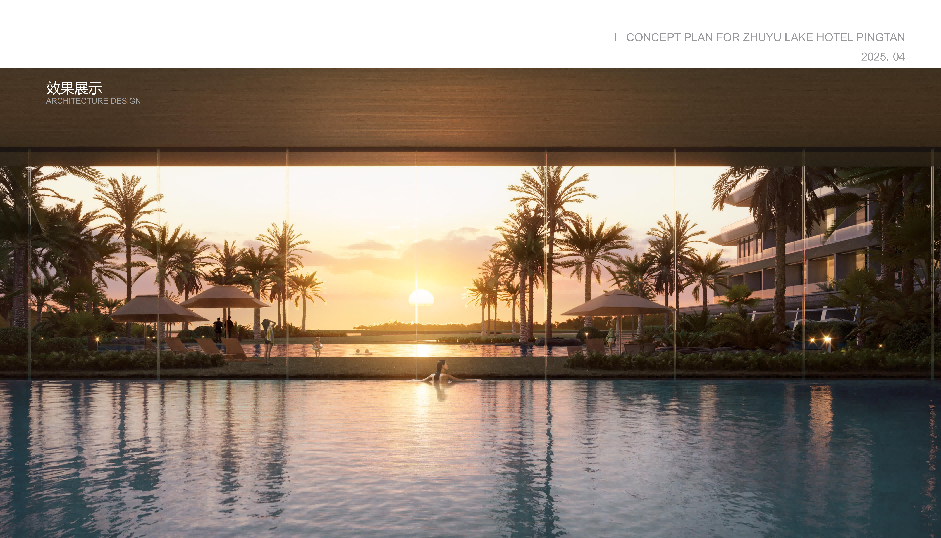 | CONCEPT PLAN FOR ZHUYU LAKE HOTEL PINGTAN
2025. 04
效果展示
ARCHITECTURE DESIGN